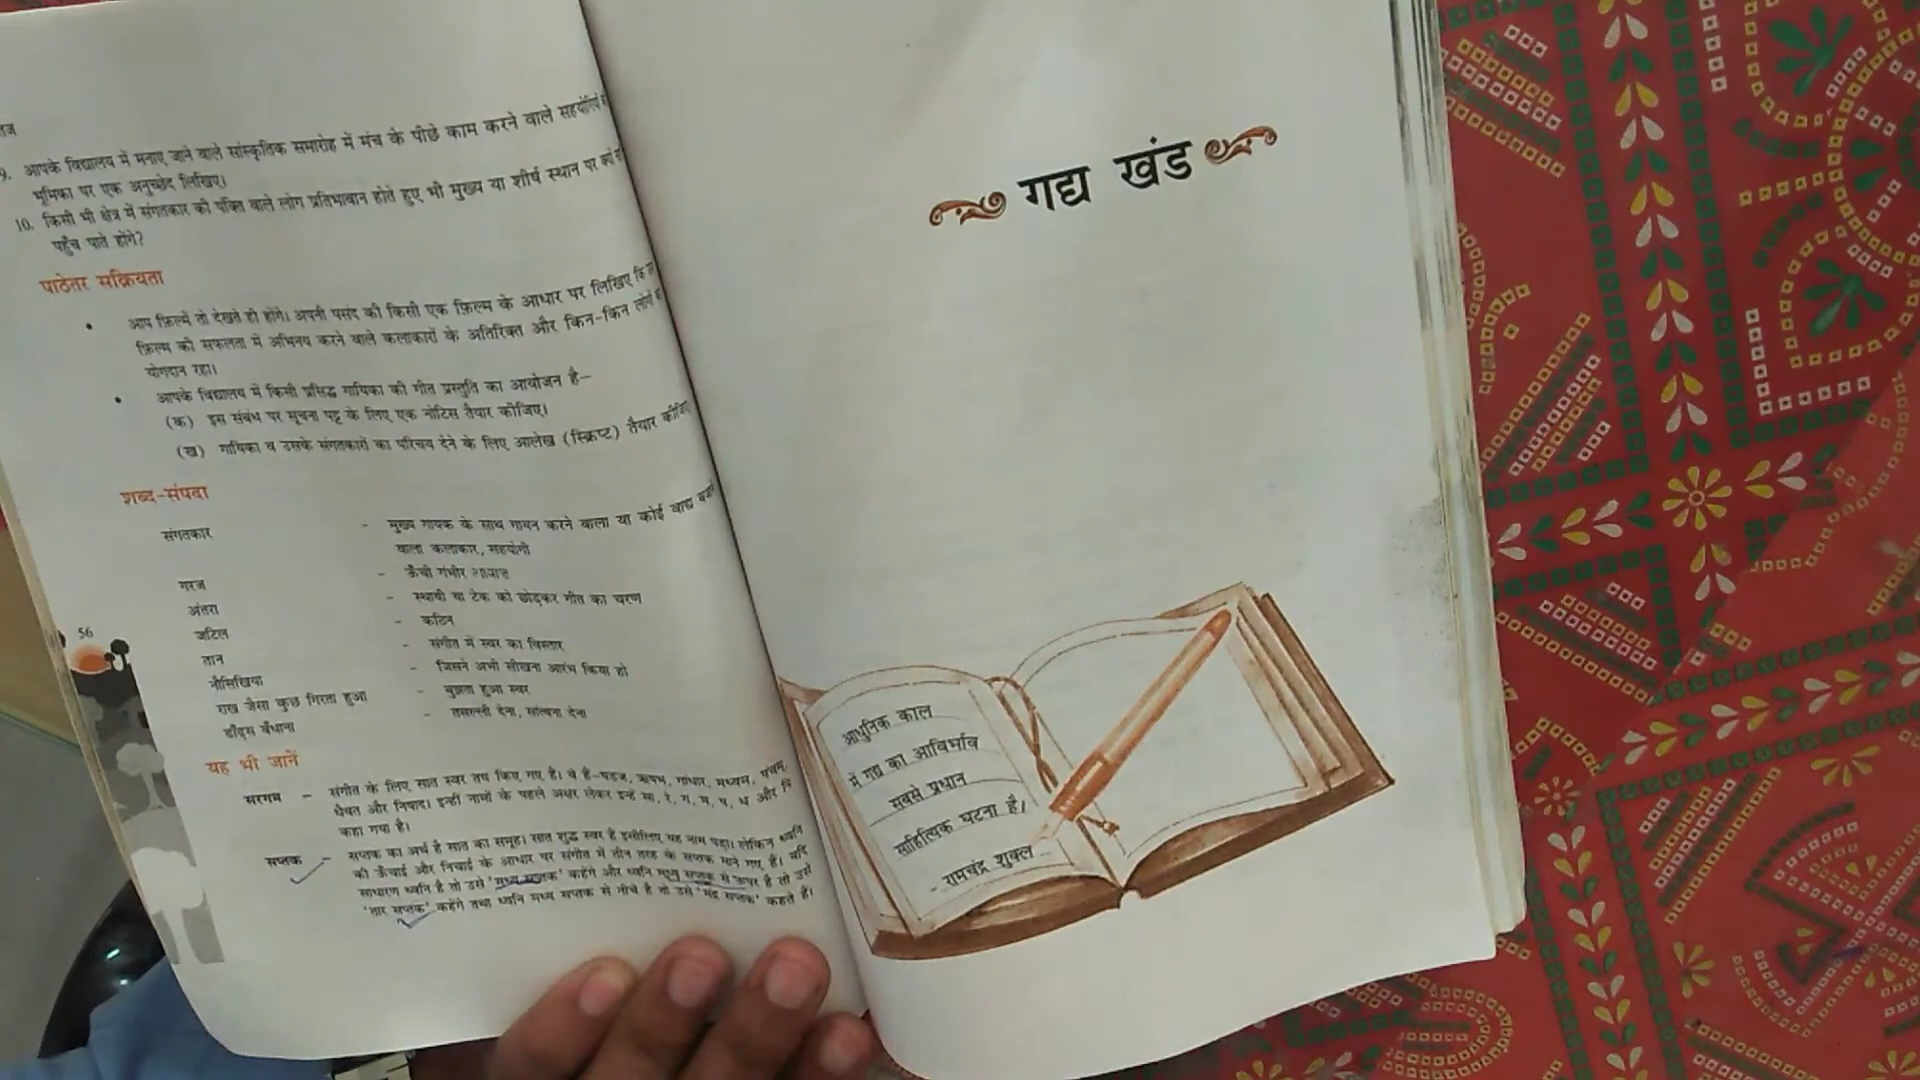 9. आपके विद्यालय में मनाए जाने वाले सांस्कृतिक समारोह में मंच के पीछे काम करने वाले सहयोगियों
भूमिका पर एक अनुच्छेद लिखिए।
10. किसी भी क्षेत्र में संगतकार की पंक्ति वाले लोग प्रतिभावान होते हुए भी मुख्य या शीर्ष स्थान पर क्यों
पहुँच पाते होंगे?
पाठेतर सक्रियता
• आप फ़िल्में तो देखते ही होंगे। अपनी पसंद की किसी एक फ़िल्म के आधार पर लिखिए कि
फ़िल्म की सफलता में अभिनय करने वाले कलाकारों के अतिरिक्त और किन-किन लोगों
योगदान रहा।
• आपके विद्यालय में किसी प्रसिद्ध गायिका की गीत प्रस्तुति का आयोजन है–
(क) इस संबंध पर सूचना पट्ट के लिए एक नोटिस तैयार कीजिए।
(ख) गायिका व उसके संगतकारों का परिचय देने के लिए आलेख (स्क्रिप्ट) तैयार कीजिए
शब्द-संपदा
संगतकार - मुख्य गायक के साथ गायन करने वाला या कोई वाद्य बजाने
वाला कलाकार, सहयोगी
गरज - ऊँची गंभीर आवाज़
अंतरा - स्थायी या टेक को छोड़कर गीत का चरण
जटिल - कठिन
तान - संगीत में स्वर का विस्तार
नौसिखिया - जिसने अभी सीखना आरंभ किया हो
राख जैसा कुछ गिरता हुआ - बुझता हुआ स्वर
ढाँढ़स बँधाना - तसल्ली देना, सांत्वना देना
56
यह भी जानें
सरगम – संगीत के लिए सात स्वर तय किए गए हैं। वे हैं–षडज, ऋषभ, गांधार, मध्यम, पंचम,
धैवत और निषाद। इन्हीं नामों के पहले अक्षर लेकर इन्हें सा, रे, ग, म, प, ध और नि
कहा गया है।
सप्तक – सप्तक का अर्थ है सात का समूह। सात शुद्ध स्वर हैं इसीलिए यह नाम पड़ा। लेकिन ध्वनि
की ऊँचाई और निचाई के आधार पर संगीत में तीन तरह के सप्तक माने गए हैं। यदि
साधारण ध्वनि है तो उसे 'मध्य सप्तक' कहेंगे और ध्वनि मध्य सप्तक से ऊपर है तो उसे
'तार सप्तक' कहेंगे तथा ध्वनि मध्य सप्तक से नीचे है तो उसे 'मंद्र सप्तक' कहते हैं।
गद्य खंड
आधुनिक काल
में गद्य का आविर्भाव
सबसे प्रधान
साहित्यिक घटना है।
- रामचंद्र शुक्ल